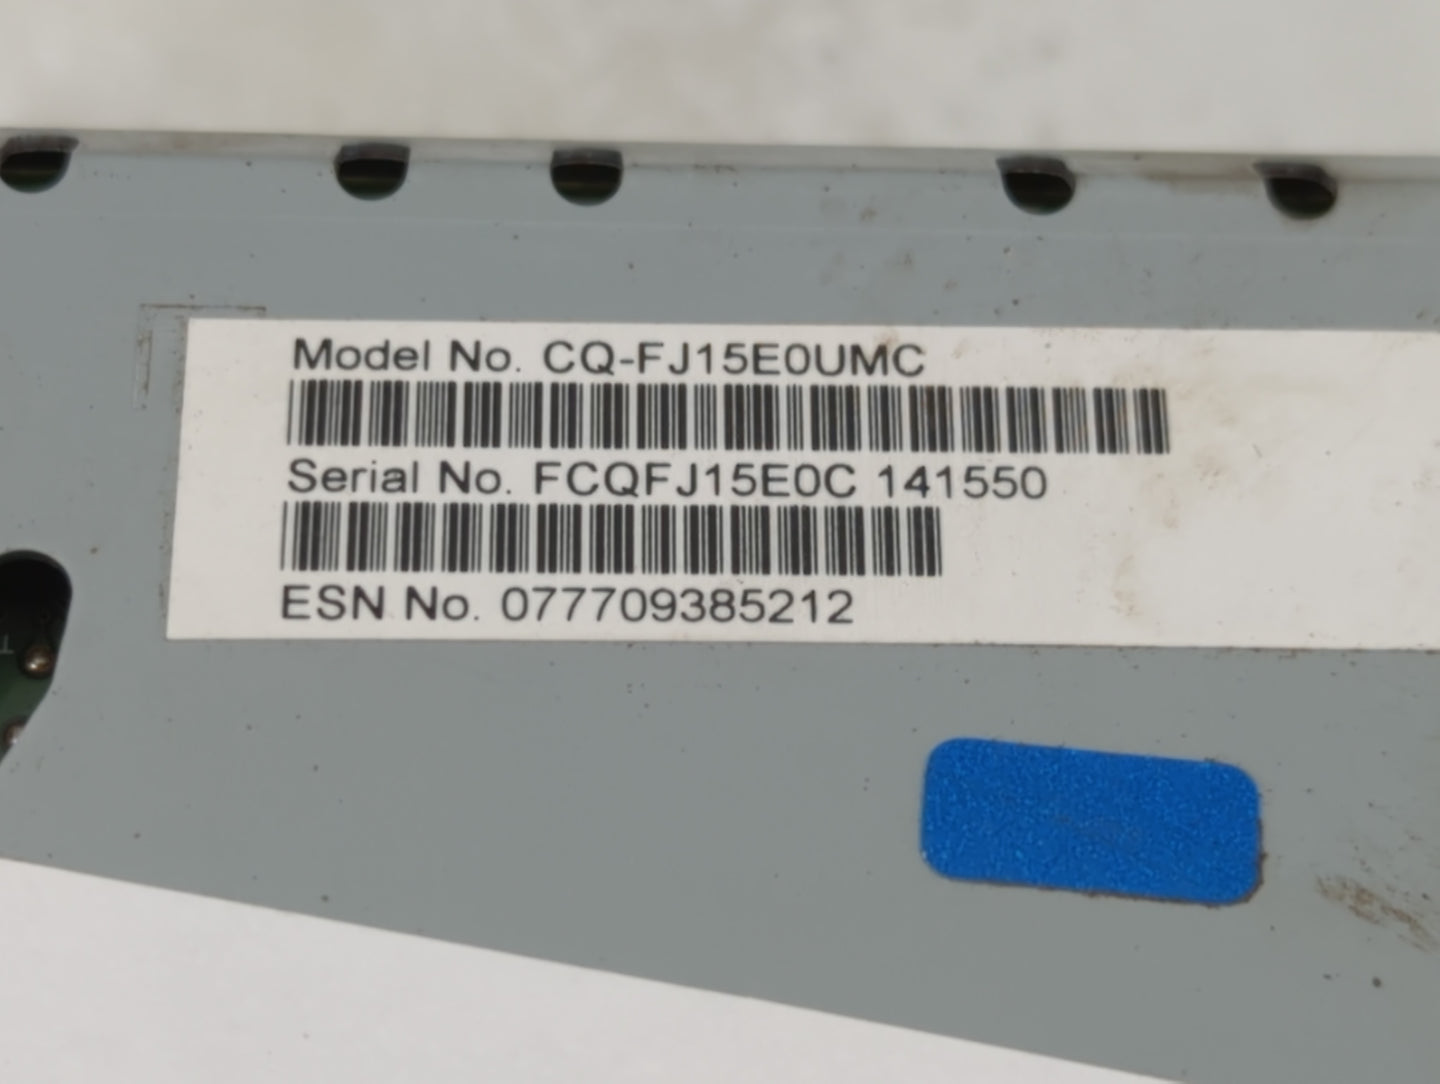 Model No. CQ-FJ15E0UMC
Serial No. FCQFJ15E0C 141550
ESN No. 077709385212